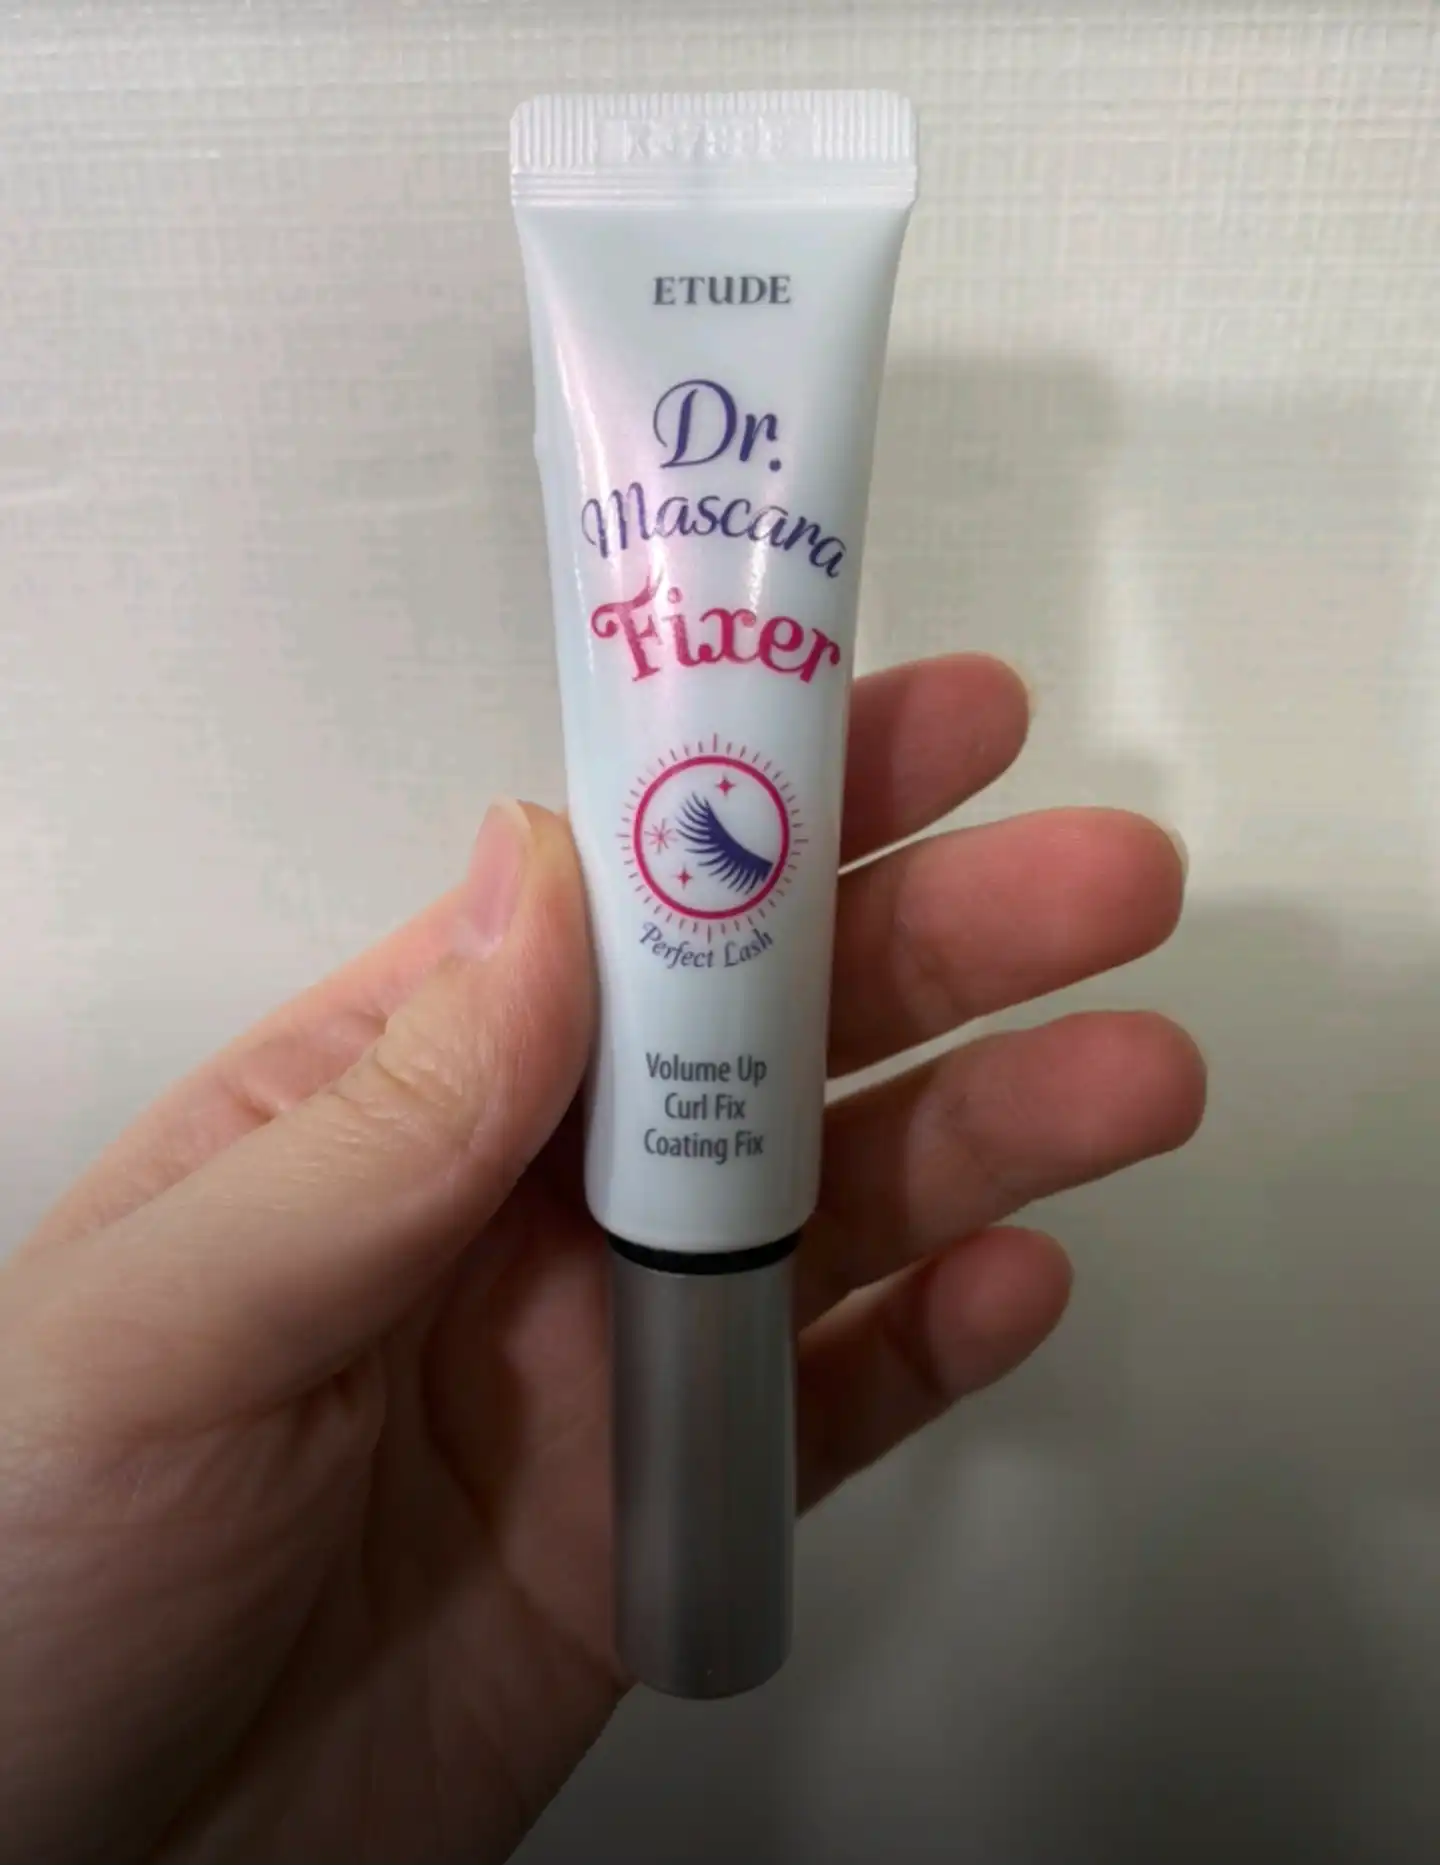 ETUDE
Dr.
Mascara
Fixer
Perfect Lash
Volume Up
Curl Fix
Coating Fix